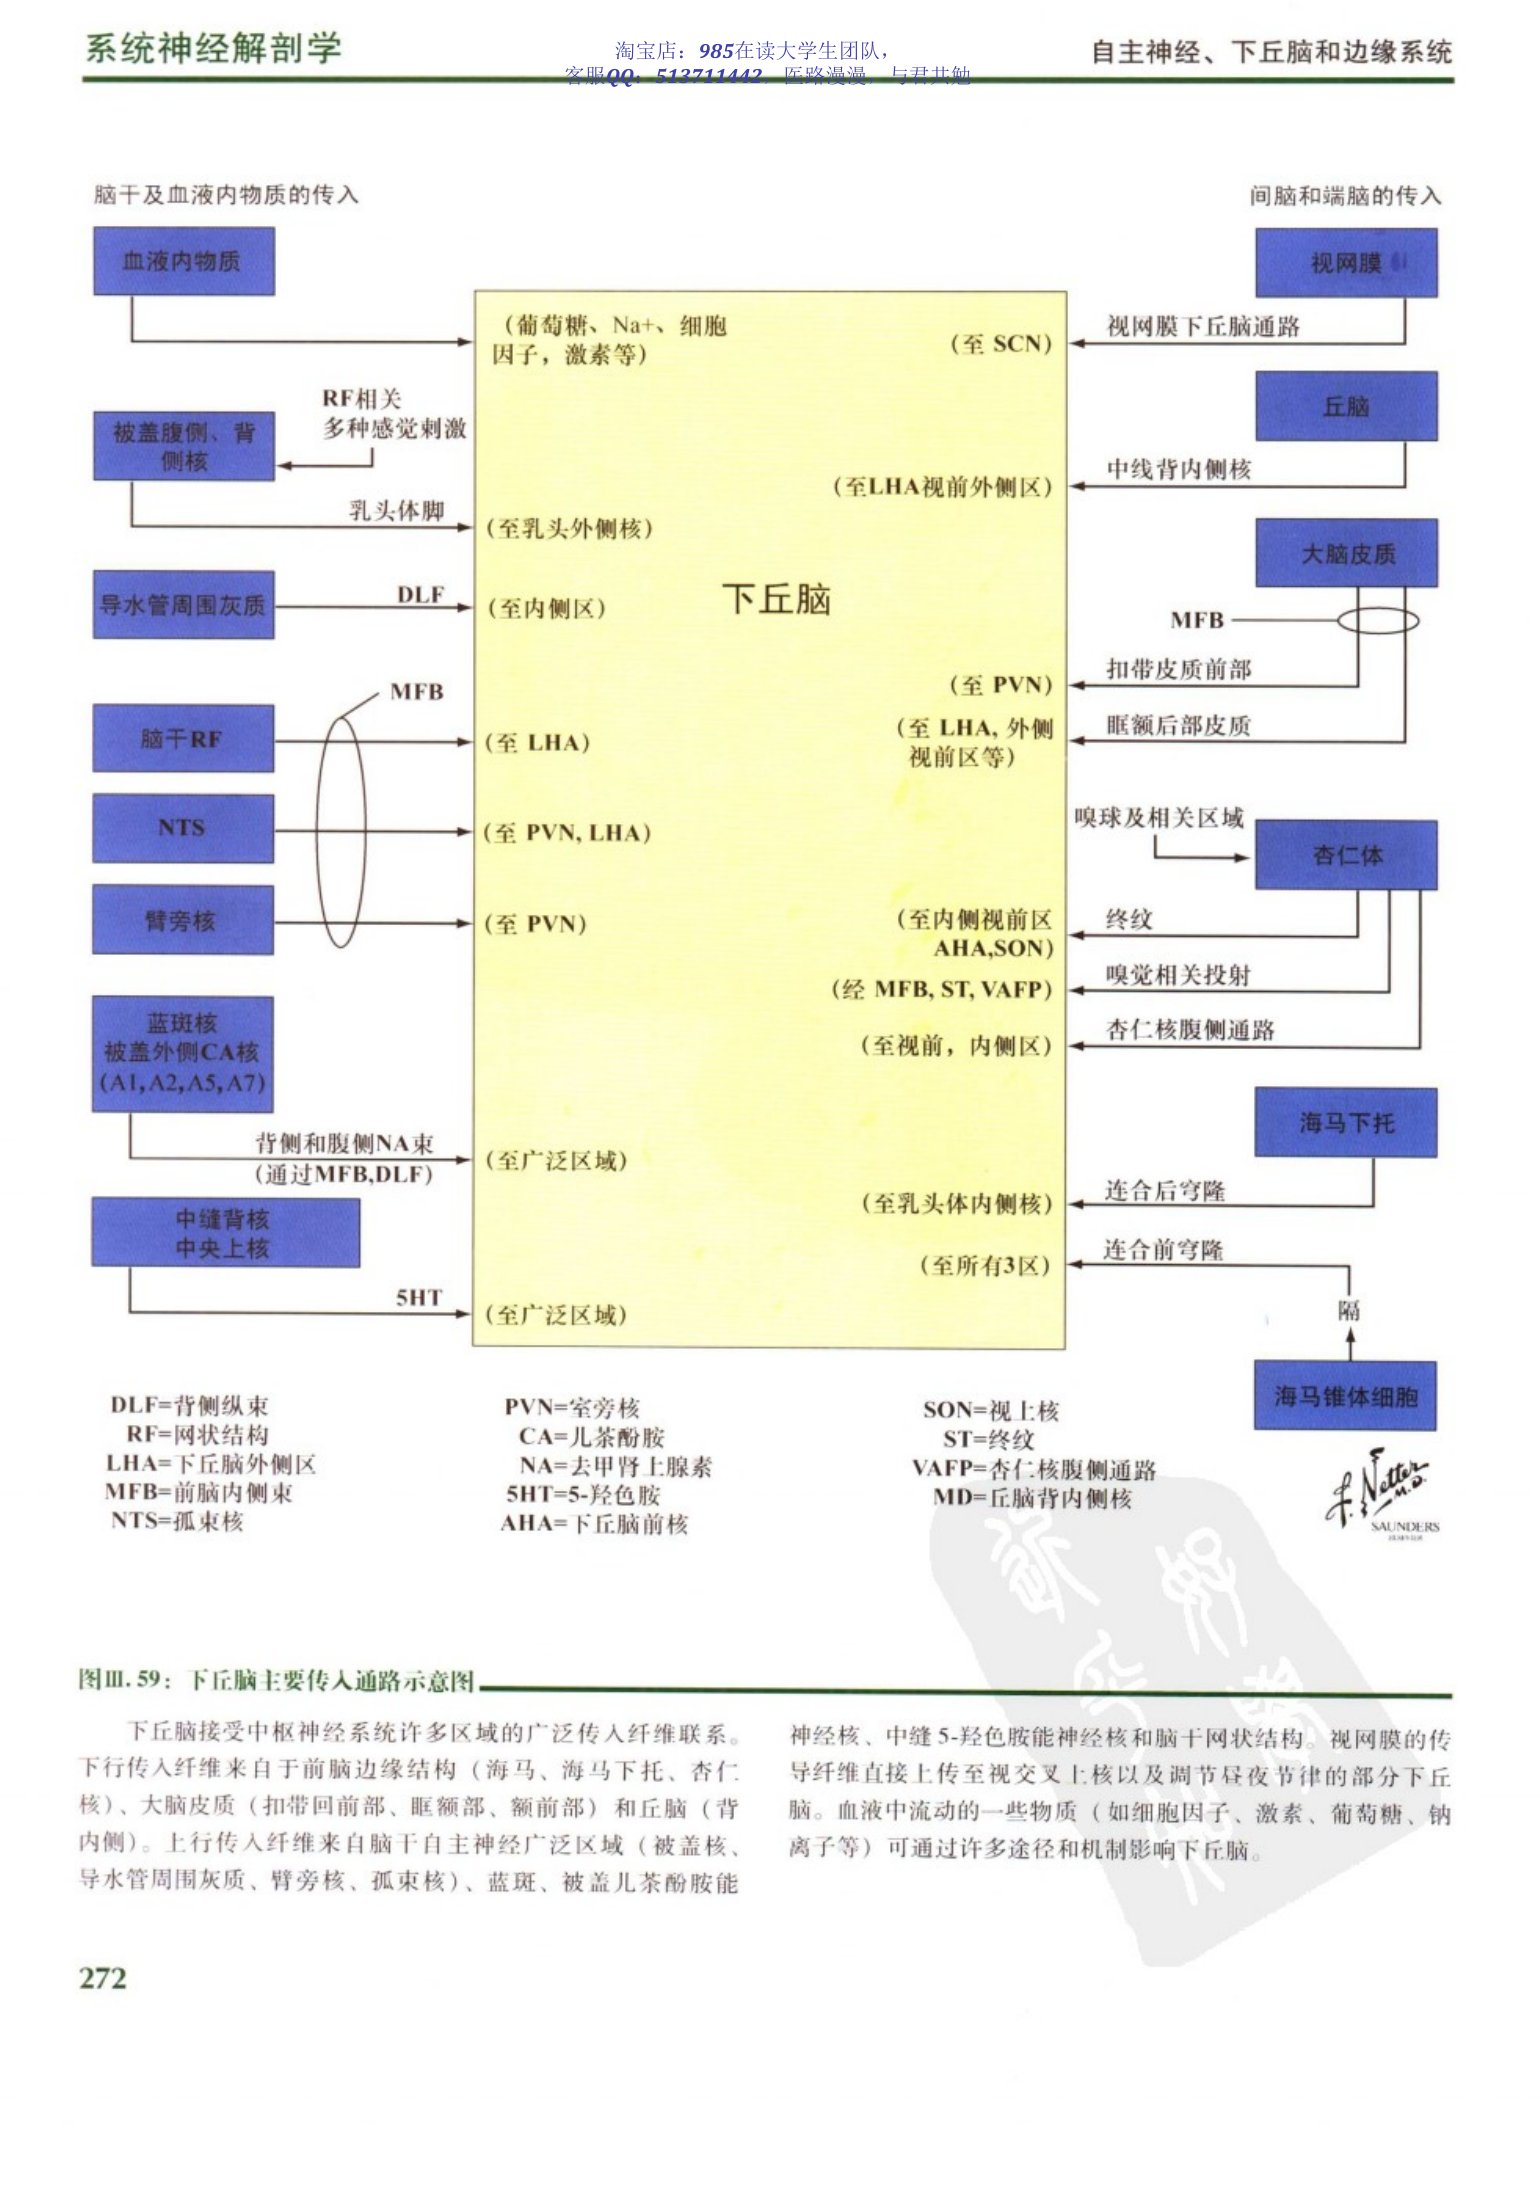 系统神经解剖学
淘宝店：985在读大学生团队，
客服QQ：513711442，医路漫漫，与君共勉
自主神经、下丘脑和边缘系统
脑干及血液内物质的传入
间脑和端脑的传入
血液内物质
（葡萄糖、Na+、细胞
因子，激素等）
RF相关
多种感觉刺激
被盖腹侧、背
侧核
乳头体脚
（至乳头外侧核）
导水管周围灰质
DLF
（至内侧区）
MFB
脑干RF
（至 LHA）
NTS
（至 PVN, LHA）
臂旁核
（至 PVN）
蓝斑核
被盖外侧CA核
(A1,A2,A5,A7)
背侧和腹侧NA束
(通过MFB,DLF)
（至广泛区域）
中缝背核
中央上核
5HT
（至广泛区域）
下丘脑
视网膜
视网膜下丘脑通路
（至 SCN）
丘脑
中线背内侧核
（至LHA视前外侧区）
大脑皮质
MFB
扣带皮质前部
（至 PVN）
眶额后部皮质
（至 LHA, 外侧
视前区等）
嗅球及相关区域
杏仁体
终纹
（至内侧视前区
AHA,SON）
嗅觉相关投射
（经 MFB, ST, VAFP）
杏仁核腹侧通路
（至视前，内侧区）
海马下托
连合后穹隆
（至乳头体内侧核）
连合前穹隆
（至所有3区）
隔
海马锥体细胞
DLF=背侧纵束
RF=网状结构
LHA=下丘脑外侧区
MFB=前脑内侧束
NTS=孤束核
PVN=室旁核
CA=儿茶酚胺
NA=去甲肾上腺素
5HT=5-羟色胺
AHA=下丘脑前核
SON=视上核
ST=终纹
VAFP=杏仁核腹侧通路
MD=丘脑背内侧核
F. Netter M.D.
SAUNDERS
图Ⅲ.59：下丘脑主要传入通路示意图
下丘脑接受中枢神经系统许多区域的广泛传入纤维联系。
下行传入纤维来自于前脑边缘结构（海马、海马下托、杏仁
核）、大脑皮质（扣带回前部、眶额部、额前部）和丘脑（背
内侧）。上行传入纤维来自脑干自主神经广泛区域（被盖核、
导水管周围灰质、臂旁核、孤束核）、蓝斑、被盖儿茶酚胺能
神经核、中缝 5-羟色胺能神经核和脑干网状结构。视网膜的传
导纤维直接上传至视交叉上核以及调节昼夜节律的部分下丘
脑。血液中流动的一些物质（如细胞因子、激素、葡萄糖、钠
离子等）可通过许多途径和机制影响下丘脑。
272